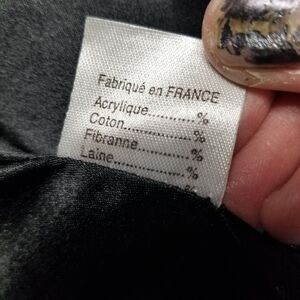 Fabriqué en FRANCE
Acrylique............%
Coton..................%
Fibranne.............%
Laine..................%